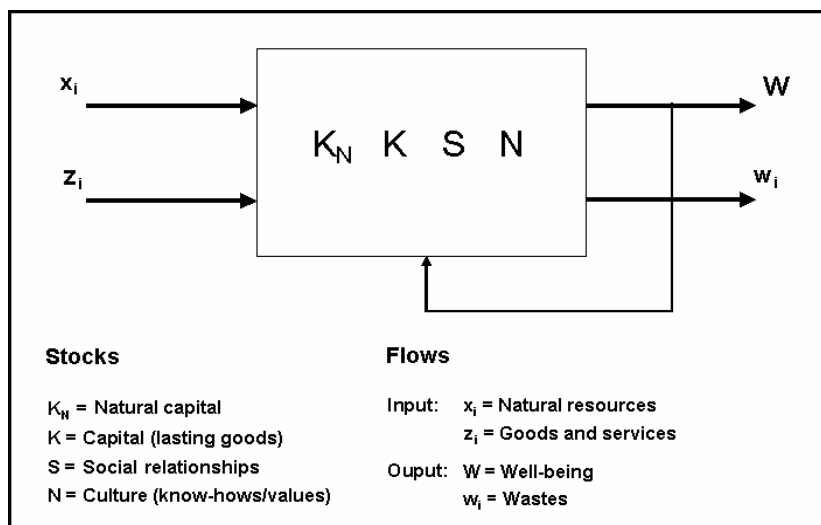 xi
W
KN K S N
zi
wi
Stocks
Flows
KN = Natural capital
Input: xi = Natural resources
K = Capital (lasting goods)
zi = Goods and services
S = Social relationships
Ouput: W = Well-being
N = Culture (know-hows/values)
wi = Wastes